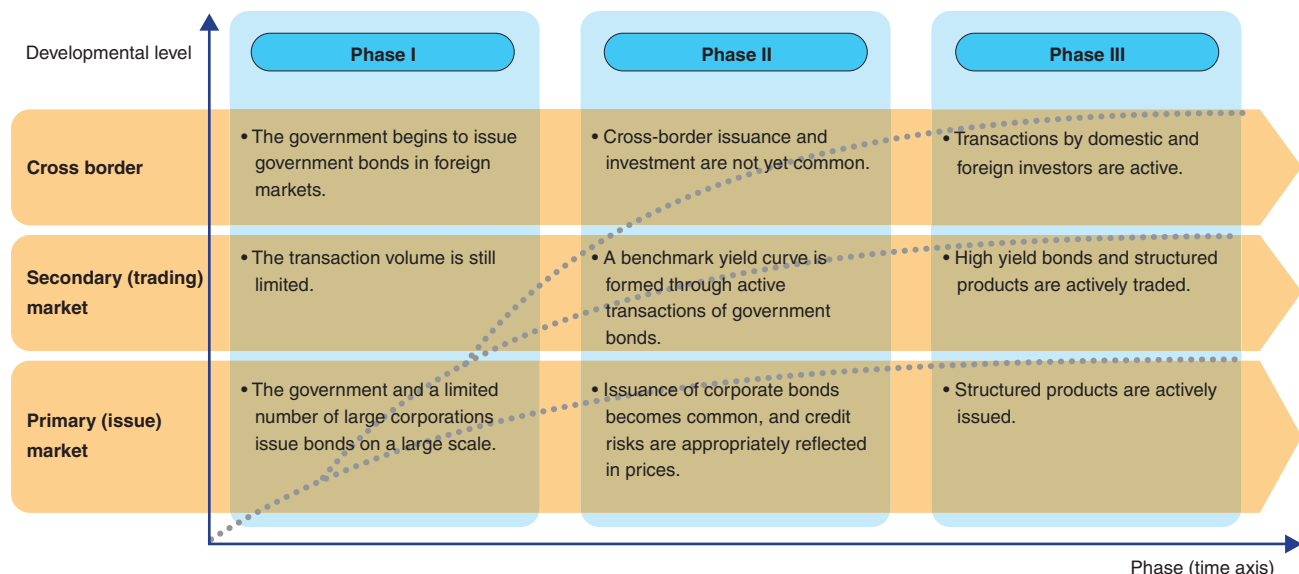 Developmental level
Phase I
Phase II
Phase III
Cross border
• The government begins to issue
government bonds in foreign
markets.
• Cross-border issuance and
investment are not yet common.
• Transactions by domestic and
foreign investors are active.
Secondary (trading)
market
• The transaction volume is still
limited.
• A benchmark yield curve is
formed through active
transactions of government
bonds.
• High yield bonds and structured
products are actively traded.
Primary (issue)
market
• The government and a limited
number of large corporations
issue bonds on a large scale.
• Issuance of corporate bonds
becomes common, and credit
risks are appropriately reflected
in prices.
• Structured products are actively
issued.
Phase (time axis)